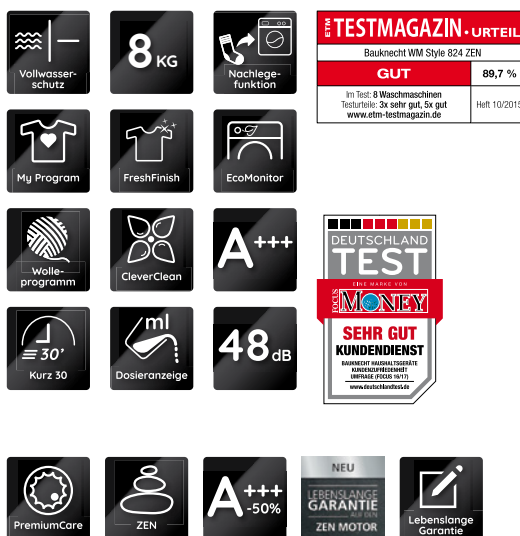 Vollwasser-
schutz
8 KG
Nachlege-
funktion
ETM TESTMAGAZIN • URTEIL
Bauknecht WM Style 824 ZEN
GUT
89,7 %
Im Test: 8 Waschmaschinen
Testurteile: 3x sehr gut, 5x gut
www.etm-testmagazin.de
Heft 10/2015
My Program
FreshFinish
EcoMonitor
Wolle-
programm
CleverClean
A+++
DEUTSCHLAND
TEST
EINE MARKE VON
FOCUS MONEY
SEHR GUT
KUNDENDIENST
BAUKNECHT HAUSHALTSGERÄTE
KUNDENZUFRIEDENHEIT
UMFRAGE (FOCUS 16/17)
www.deutschlandtest.de
30'
Kurz 30
ml
Dosieranzeige
48 dB
PremiumCare
ZEN
A+++
-50%
NEU
LEBENSLANGE
GARANTIE
AUF DEN
ZEN MOTOR
Lebenslange
Garantie